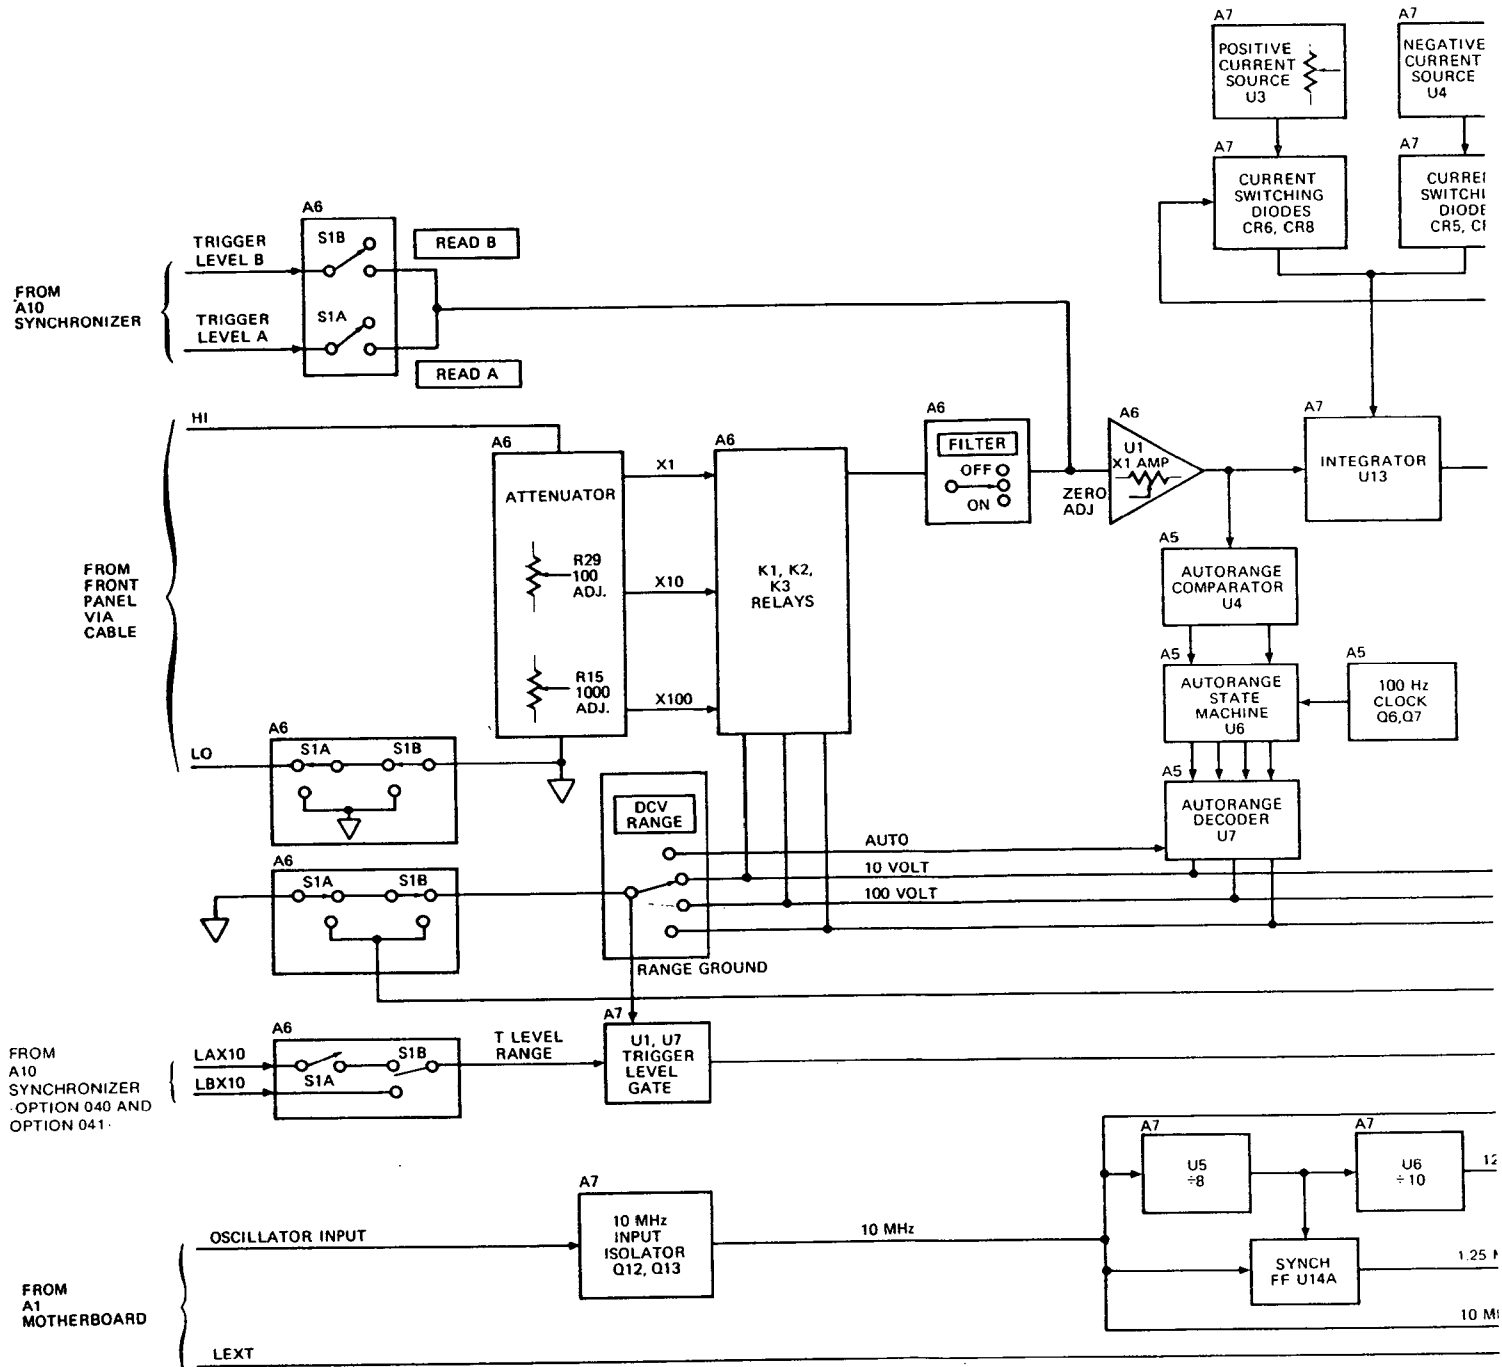 A7
POSITIVE
CURRENT
SOURCE
U3
A7
NEGATIVE
CURRENT
SOURCE
U4
A7
CURRENT
SWITCHING
DIODES
CR6, CR8
A7
DIODE
CR5,
A6
S1B
S1A
READ B
READ A
TRIGGER
LEVEL B
TRIGGER
LEVEL A
FROM
A10
SYNCHRONIZER
HI
A6
ATTENUATOR
R29
100
ADJ.
R15
1000
ADJ.
X1
X10
X100
A6
K1, K2,
K3
RELAYS
A6
FILTER
OFF
ON
ZERO
ADJ
A6
U1
X1 AMP
A7
INTEGRATOR
U13
A5
AUTORANGE
COMPARATOR
U4
A5
AUTORANGE
STATE
MACHINE
U6
A5
100 Hz
CLOCK
Q6,Q7
A5
AUTORANGE
DECODER
U7
FROM
FRONT
PANEL
VIA
CABLE
LO
A6
S1A
S1B
DCV
RANGE
AUTO
10 VOLT
100 VOLT
A6
S1A
S1B
RANGE GROUND
FROM
A10
SYNCHRONIZER
OPTION 040 AND
OPTION 041
LAX10
LBX10
A6
S1A
S1B
T LEVEL
RANGE
A7
U1, U7
TRIGGER
LEVEL
GATE
A7
U5
÷8
A7
U6
÷10
12
SYNCH
FF U14A
1.25
10
A7
10 MHz
INPUT
ISOLATOR
Q12, Q13
10 MHz
OSCILLATOR INPUT
FROM
A1
MOTHERBOARD
LEXT